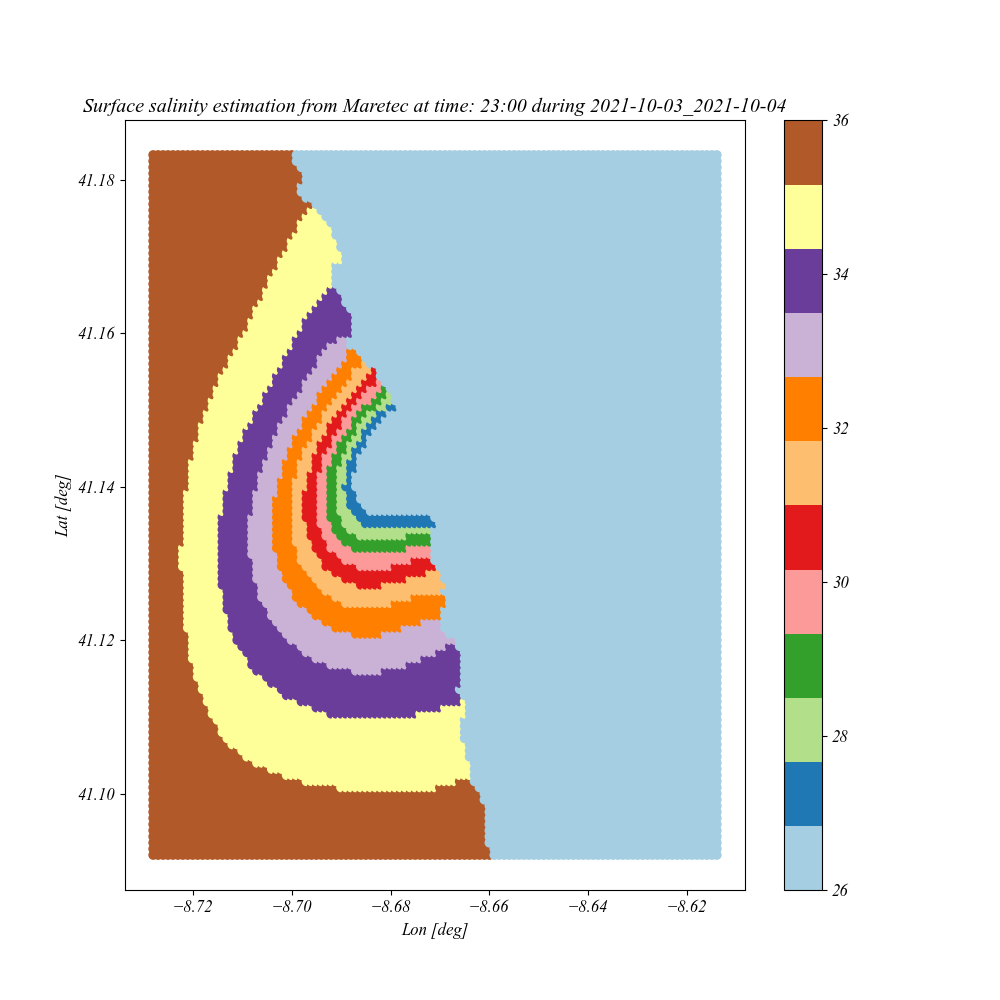 Surface salinity estimation from Maretec at time: 23:00 during 2021-10-03_2021-10-04
41.18
41.16
41.14
41.12
41.10
Lat [deg]
−8.72 −8.70 −8.68 −8.66 −8.64 −8.62
Lon [deg]
36
34
32
30
28
26